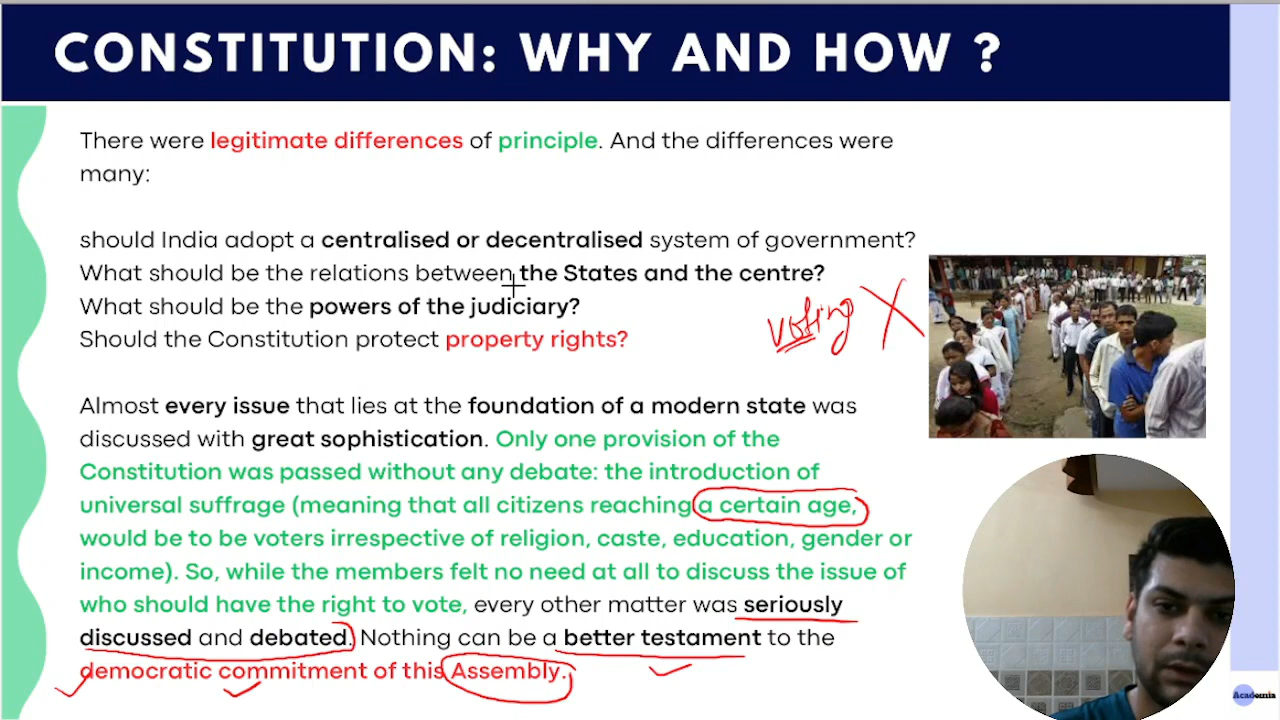 CONSTITUTION: WHY AND HOW ?
There were legitimate differences of principle. And the differences were
many:
should India adopt a centralised or decentralised system of government?
What should be the relations between the States and the centre?
What should be the powers of the judiciary?
Should the Constitution protect property rights?
voting X
Almost every issue that lies at the foundation of a modern state was
discussed with great sophistication. Only one provision of the
Constitution was passed without any debate: the introduction of
universal suffrage (meaning that all citizens reaching a certain age,
would be to be voters irrespective of religion, caste, education, gender or
income). So, while the members felt no need at all to discuss the issue of
who should have the right to vote, every other matter was seriously
discussed and debated. Nothing can be a better testament to the
democratic commitment of this Assembly.
Academia